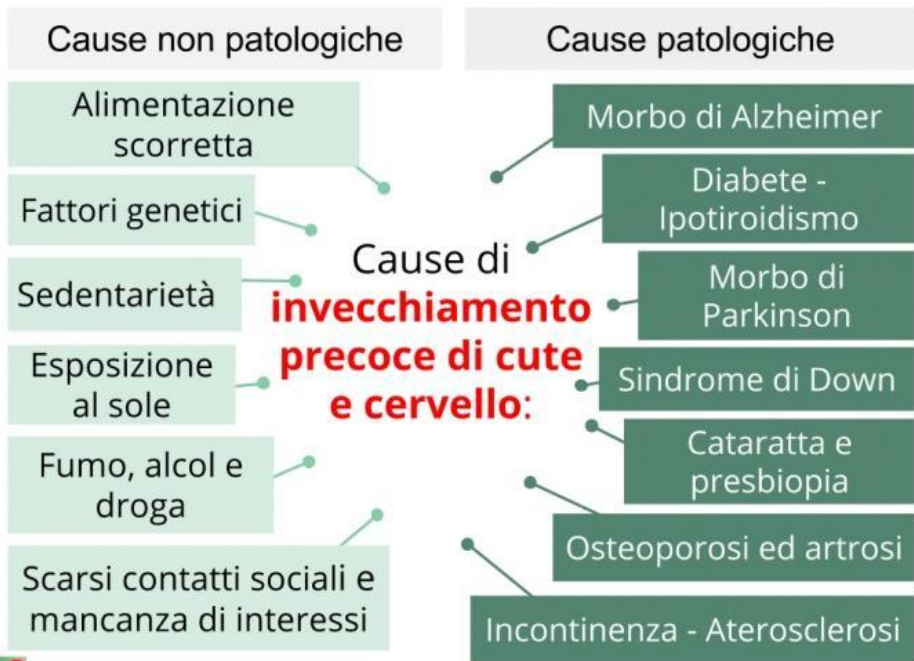 Cause non patologiche
Cause patologiche
Alimentazione
scorretta
Fattori genetici
Sedentarietà
Esposizione
al sole
Fumo, alcol e
droga
Scarsi contatti sociali e
mancanza di interessi
Cause di
invecchiamento
precoce di cute
e cervello:
Morbo di Alzheimer
Diabete -
Ipotiroidismo
Morbo di
Parkinson
Sindrome di Down
Cataratta e
presbiopia
Osteoporosi ed artrosi
Incontinenza - Aterosclerosi